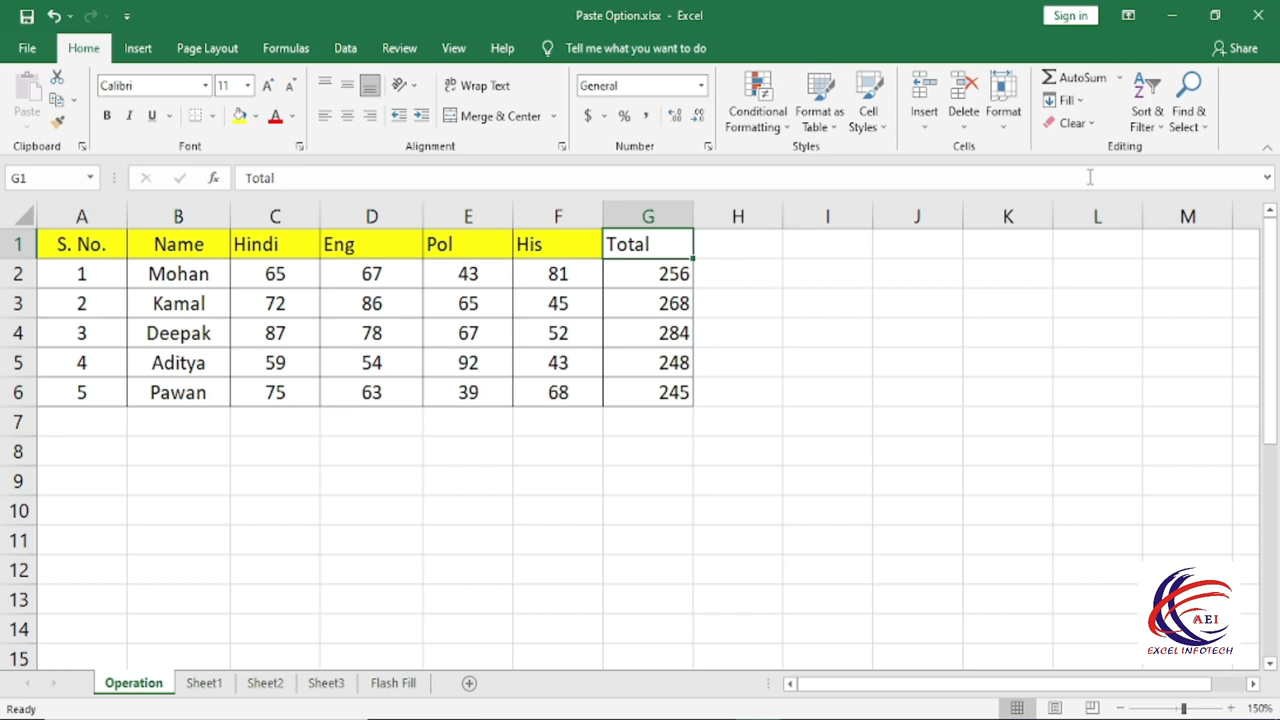 Paste Option.xlsx - Excel
Sign in
File Home Insert Page Layout Formulas Data Review View Help Tell me what you want to do Share
Paste
Calibri 11
B I U A
Wrap Text
Merge & Center
General
$ % ,
Conditional Formatting
Format as Table
Cell Styles
Insert
Delete
Format
AutoSum
Fill
Clear
Sort & Filter
Find & Select
Clipboard Font Alignment Number Styles Cells Editing
G1 fx Total
A B C D E F G H I J K L M
1 S. No. Name Hindi Eng Pol His Total
2 1 Mohan 65 67 43 81 256
3 2 Kamal 72 86 65 45 268
4 3 Deepak 87 78 67 52 284
5 4 Aditya 59 54 92 43 248
6 5 Pawan 75 63 39 68 245
7
8
9
10
11
12
13
14
15
AEI
EXCEL INFOTECH
Operation Sheet1 Sheet2 Sheet3 Flash Fill
Ready 150%